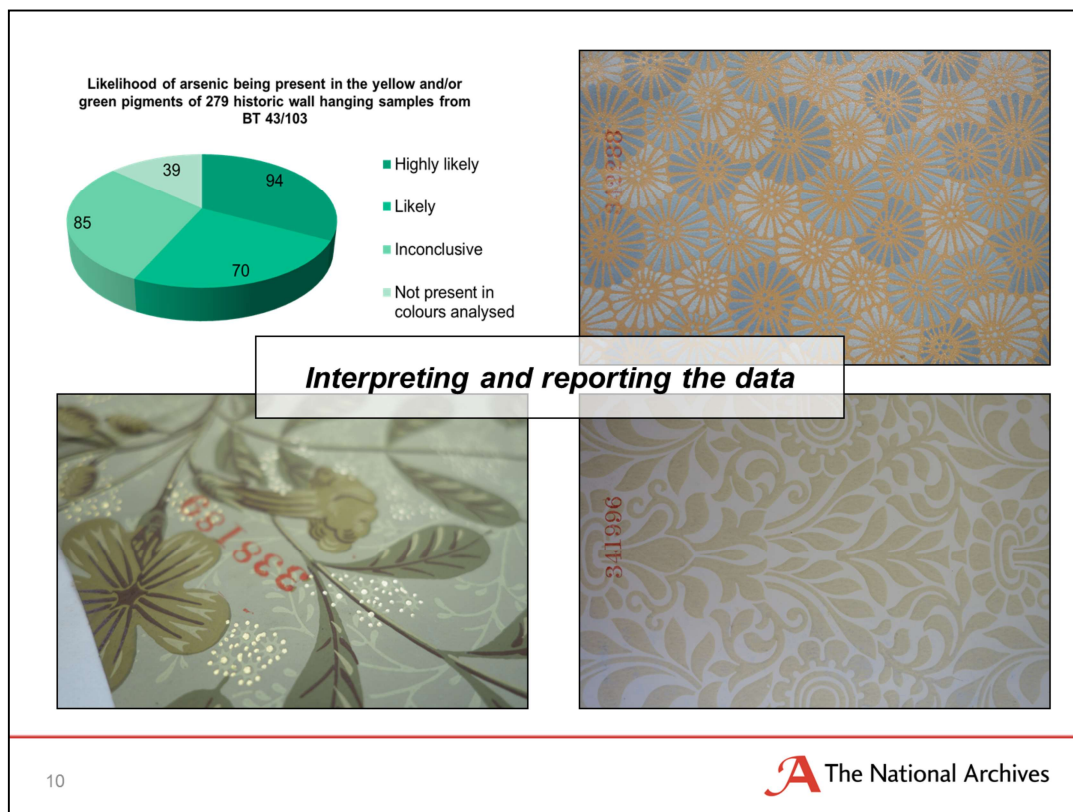 Likelihood of arsenic being present in the yellow and/or
green pigments of 279 historic wall hanging samples from
BT 43/103
39
94
85
70
Highly likely
Likely
Inconclusive
Not present in
colours analysed
Interpreting and reporting the data
338189
341996
10
The National Archives